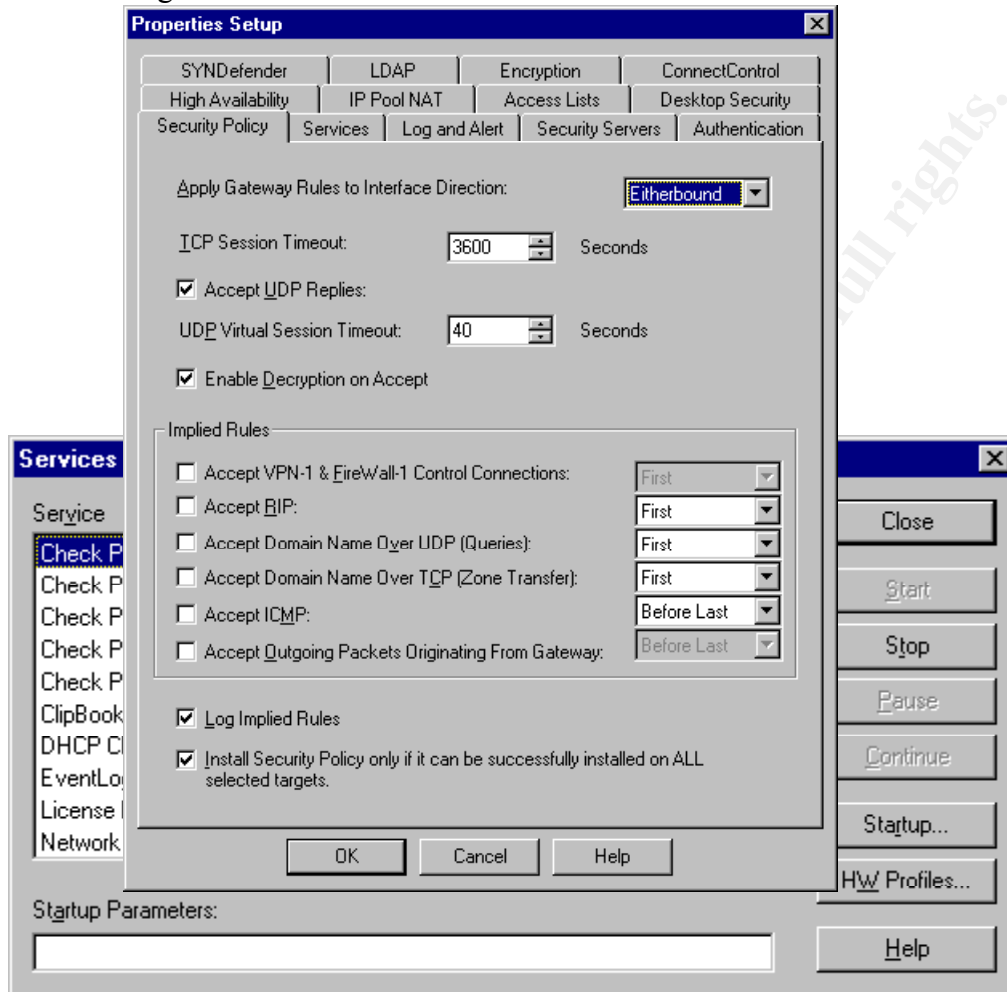 Properties Setup
SYNDefender LDAP Encryption ConnectControl
High Availability IP Pool NAT Access Lists Desktop Security
Security Policy Services Log and Alert Security Servers Authentication
Apply Gateway Rules to Interface Direction: Eitherbound
TCP Session Timeout: 3600 Seconds
Accept UDP Replies:
UDP Virtual Session Timeout: 40 Seconds
Enable Decryption on Accept
Implied Rules
Accept VPN-1 & FireWall-1 Control Connections: First
Accept RIP: First
Accept Domain Name Over UDP (Queries): First
Accept Domain Name Over TCP (Zone Transfer): First
Accept ICMP: Before Last
Accept Outgoing Packets Originating From Gateway: Before Last
Log Implied Rules
Install Security Policy only if it can be successfully installed on ALL
selected targets.
OK Cancel Help
Services
Service
Check P
Check P
Check P
Check P
Check P
ClipBook
DHCP Cl
EventLo
License
Network
Close
Start
Stop
Pause
Continue
Startup...
HW Profiles...
Startup Parameters:
Help
full rights.